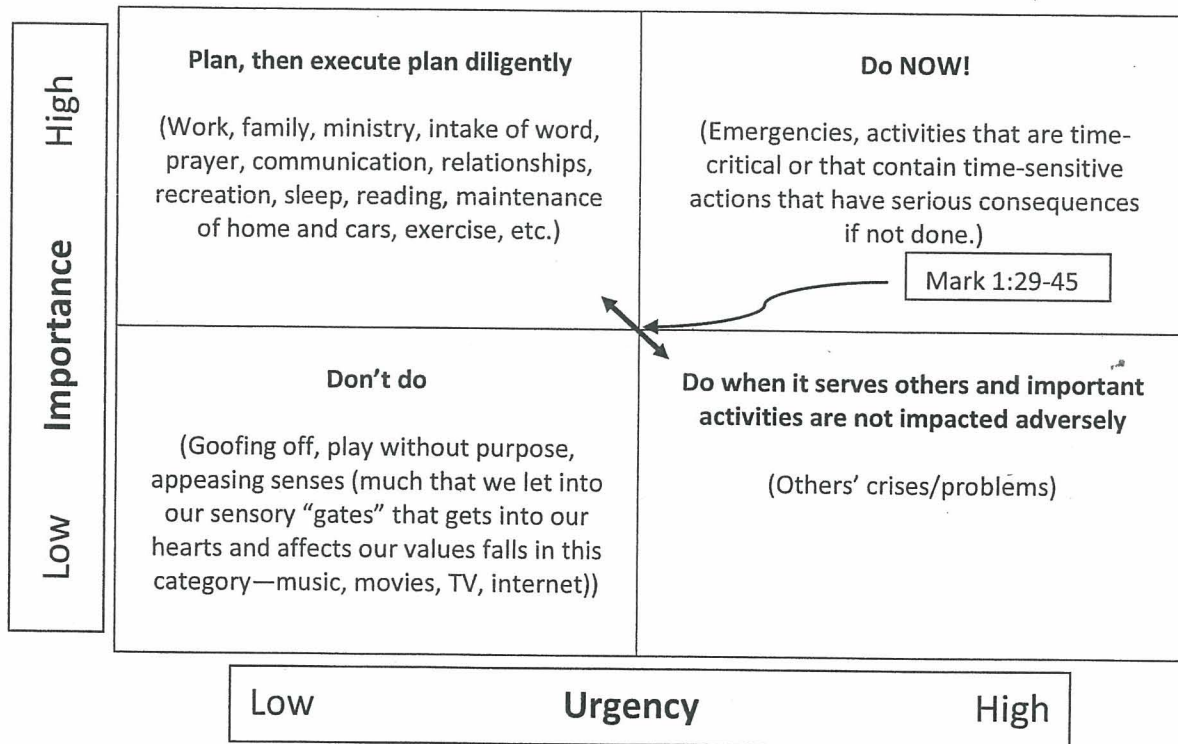 High
Importance
Low
Plan, then execute plan diligently
(Work, family, ministry, intake of word,
prayer, communication, relationships,
recreation, sleep, reading, maintenance
of home and cars, exercise, etc.)
Do NOW!
(Emergencies, activities that are time-
critical or that contain time-sensitive
actions that have serious consequences
if not done.)
Mark 1:29-45
Don't do
(Goofing off, play without purpose,
appeasing senses (much that we let into
our sensory “gates” that gets into our
hearts and affects our values falls in this
category—music, movies, TV, internet))
Do when it serves others and important
activities are not impacted adversely
(Others' crises/problems)
Low Urgency High